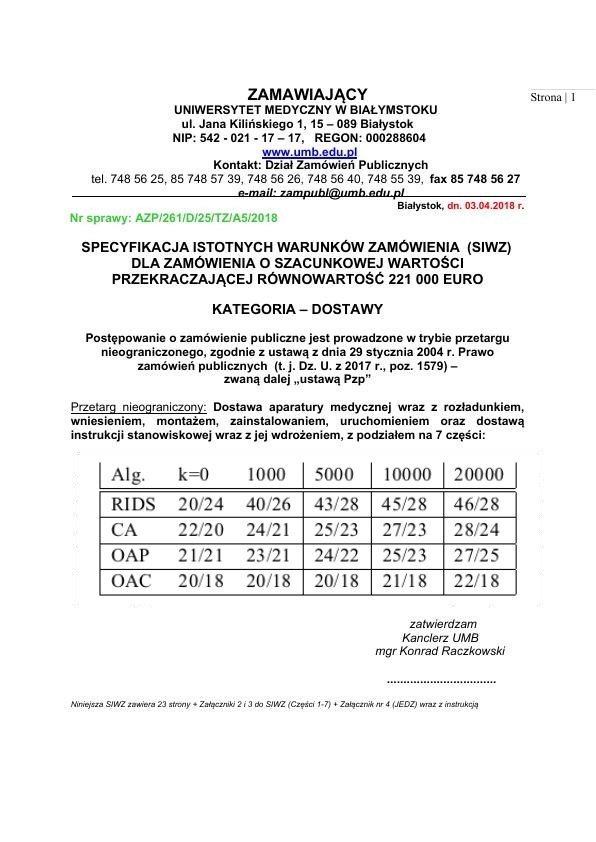 Strona | 1
ZAMAWIAJĄCY
UNIWERSYTET MEDYCZNY W BIAŁYMSTOKU
ul. Jana Kilińskiego 1, 15 – 089 Białystok
NIP: 542 - 021 - 17 – 17, REGON: 000288604
www.umb.edu.pl
Kontakt: Dział Zamówień Publicznych
tel. 748 56 25, 85 748 57 39, 748 56 26, 748 56 40, 748 55 39, fax 85 748 56 27
e-mail: zampubl@umb.edu.pl
Białystok, dn. 03.04.2018 r.
Nr sprawy: AZP/261/D/25/TZ/A5/2018
SPECYFIKACJA ISTOTNYCH WARUNKÓW ZAMÓWIENIA (SIWZ)
DLA ZAMÓWIENIA O SZACUNKOWEJ WARTOŚCI
PRZEKRACZAJĄCEJ RÓWNOWARTOŚĆ 221 000 EURO
KATEGORIA – DOSTAWY
Postępowanie o zamówienie publiczne jest prowadzone w trybie przetargu
nieograniczonego, zgodnie z ustawą z dnia 29 stycznia 2004 r. Prawo
zamówień publicznych (t. j. Dz. U. z 2017 r., poz. 1579) –
zwaną dalej „ustawą Pzp”
Przetarg nieograniczony: Dostawa aparatury medycznej wraz z rozładunkiem,
wniesieniem, montażem, zainstalowaniem, uruchomieniem oraz dostawą
instrukcji stanowiskowej wraz z jej wdrożeniem, z podziałem na 7 części:
Alg. k=0 1000 5000 10000 20000
RIDS 20/24 40/26 43/28 45/28 46/28
CA 22/20 24/21 25/23 27/23 28/24
OAP 21/21 23/21 24/22 25/23 27/25
OAC 20/18 20/18 20/18 21/18 22/18
zatwierdzam
Kanclerz UMB
mgr Konrad Raczkowski
.................................
Niniejsza SIWZ zawiera 23 strony + Załączniki 2 i 3 do SIWZ (Części 1-7) + Załącznik nr 4 (JEDZ) wraz z instrukcją